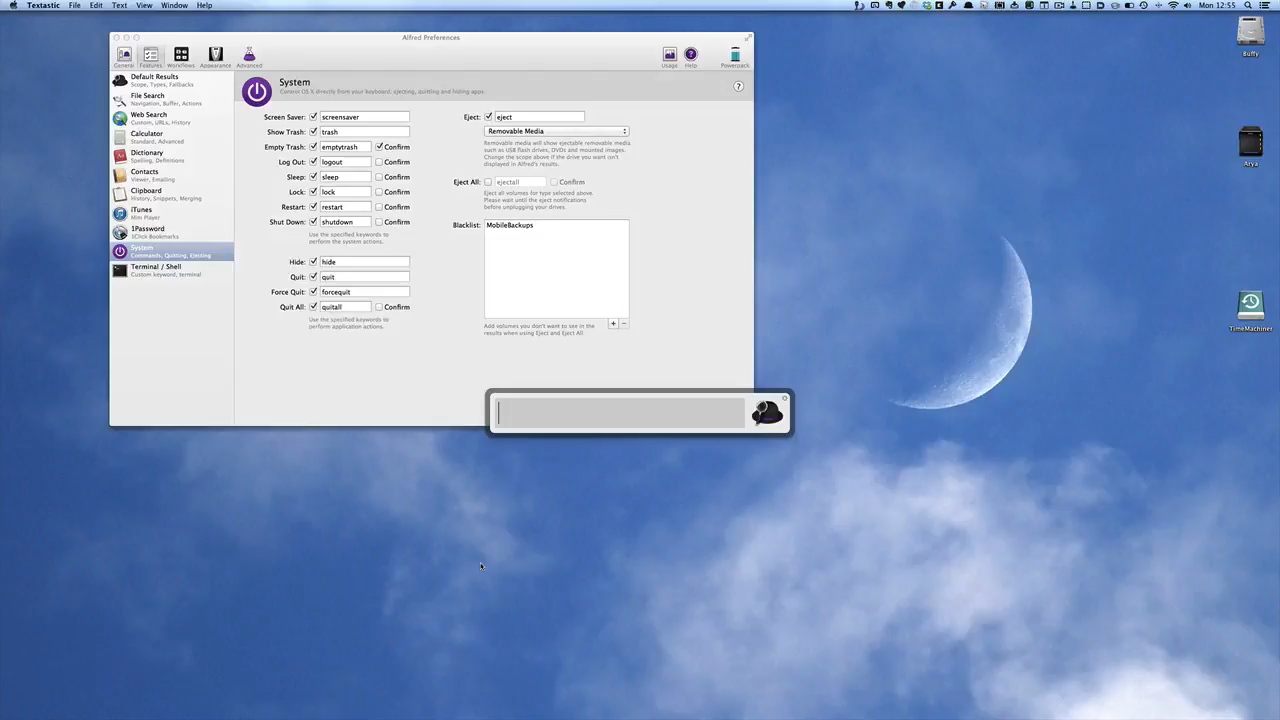 Textastic File Edit Text View Window Help
Mon 12:55
Alfred Preferences
General Features Workflows Appearance Advanced
Usage Help Powerpack
Default Results
Scope, Types, Fallbacks
File Search
Navigation, Buffer, Actions
Web Search
Custom, URLs, History
Calculator
Standard, Advanced
Dictionary
Spelling, Definitions
Contacts
Viewer, Emailing
Clipboard
History, Snippets, Merging
iTunes
Mini Player
1Password
1Click Bookmarks
System
Commands, Quitting, Ejecting
Terminal / Shell
Custom keyword, terminal
System
Control OS X directly from your keyboard, ejecting, quitting and hiding apps.
?
Screen Saver: screensaver
Show Trash: trash
Empty Trash: emptytrash Confirm
Log Out: logout Confirm
Sleep: sleep Confirm
Lock: lock Confirm
Restart: restart Confirm
Shut Down: shutdown Confirm
Use the specified keywords to
perform the system actions.
Hide: hide
Quit: quit
Force Quit: forcequit
Quit All: quitall Confirm
Use the specified keywords to
perform application actions.
Eject: eject
Removable Media
Removable media will show ejectable removable media
such as USB flash drives, DVDs and mounted images.
Change the scope above if the drive you want isn't
displayed in Alfred's results.
Eject All: ejectall Confirm
Eject all volumes for type selected above.
Please wait until the eject notifications
before unplugging your drives.
Blacklist: MobileBackups
Add volumes you don't want to see in the
results when using Eject and Eject All.
Buffy
Arya
TimeMachiner